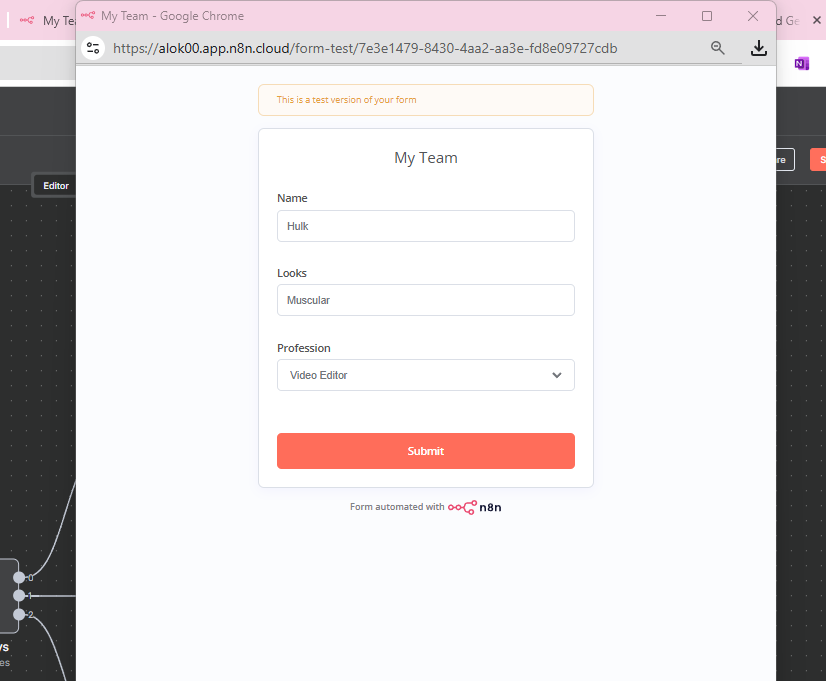 My Te
My Team - Google Chrome
d Ge
https://alok00.app.n8n.cloud/form-test/7e3e1479-8430-4aa2-aa3e-fd8e09727cdb
N
This is a test version of your form
My Team
re
S
Editor
Name
Hulk
Looks
Muscular
Profession
Video Editor
Submit
Form automated with n8n
0
1
2
ys
es